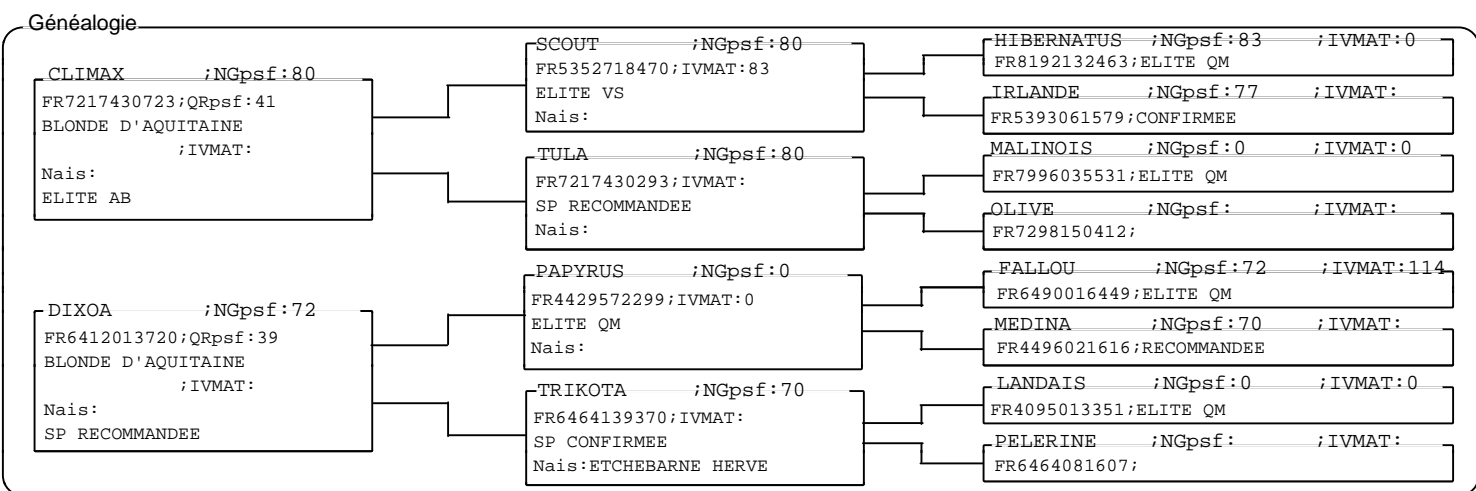 Généalogie
CLIMAX ;NGpsf:80
FR7217430723;QRpsf:41
BLONDE D'AQUITAINE
;IVMAT:
Nais:
ELITE AB
DIXOA ;NGpsf:72
FR6412013720;QRpsf:39
BLONDE D'AQUITAINE
;IVMAT:
Nais:
SP RECOMMANDEE
SCOUT ;NGpsf:80
FR5352718470;IVMAT:83
ELITE VS
Nais:
TULA ;NGpsf:80
FR7217430293;IVMAT:
SP RECOMMANDEE
Nais:
PAPYRUS ;NGpsf:0
FR4429572299;IVMAT:0
ELITE QM
Nais:
TRIKOTA ;NGpsf:70
FR6464139370;IVMAT:
SP CONFIRMEE
Nais:ETCHEBARNE HERVE
HIBERNATUS ;NGpsf:83 ;IVMAT:0
FR8192132463;ELITE QM
IRLANDE ;NGpsf:77 ;IVMAT:
FR5393061579;CONFIRMEE
MALINOIS ;NGpsf:0 ;IVMAT:0
FR7996035531;ELITE QM
OLIVE ;NGpsf: ;IVMAT:
FR7298150412;
FALLOU ;NGpsf:72 ;IVMAT:114
FR6490016449;ELITE QM
MEDINA ;NGpsf:70 ;IVMAT:
FR4496021616;RECOMMANDEE
LANDAIS ;NGpsf:0 ;IVMAT:0
FR4095013351;ELITE QM
PELERINE ;NGpsf: ;IVMAT:
FR6464081607;